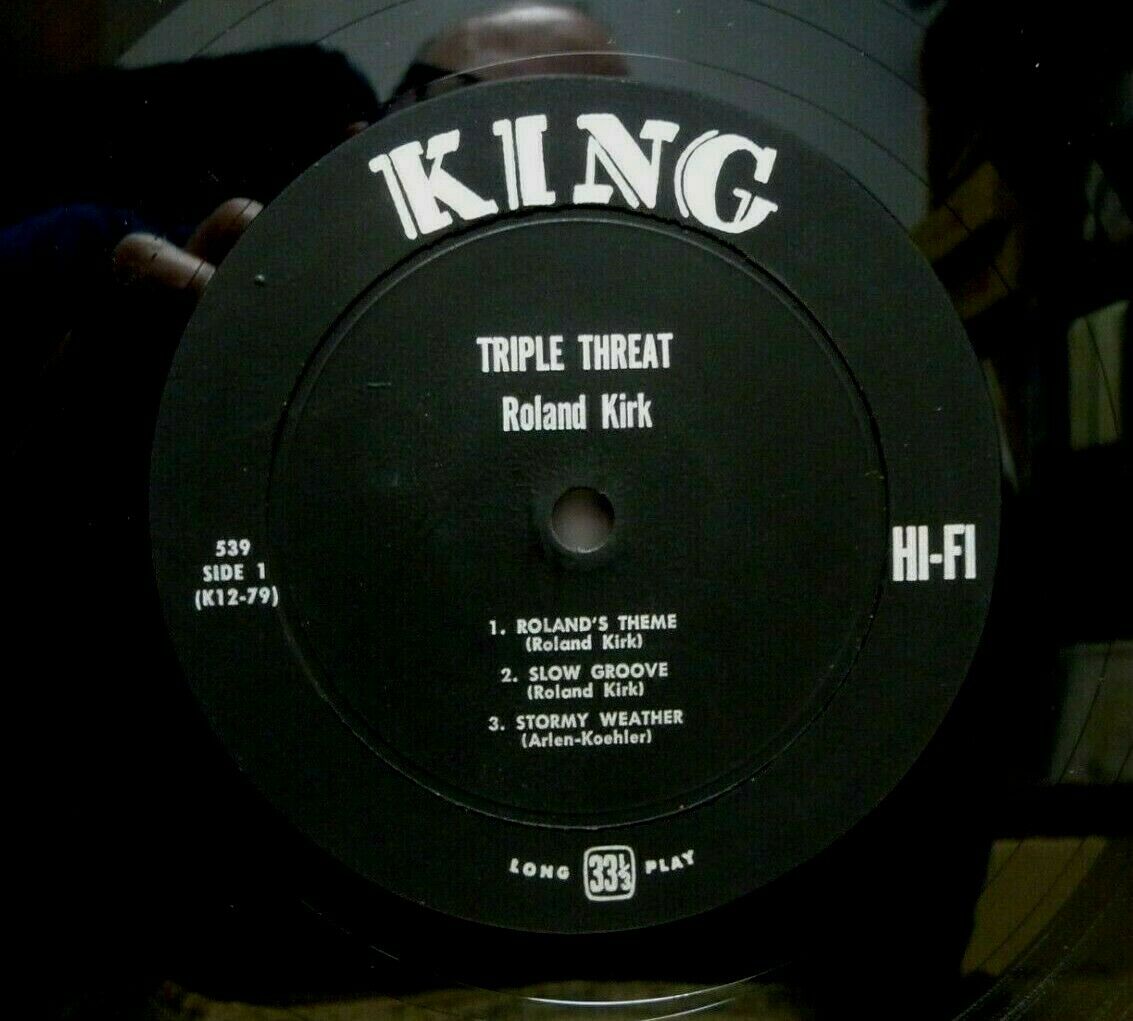 KING
TRIPLE THREAT
Roland Kirk
539
SIDE 1
(K12-79)
HI-FI
1. ROLAND'S THEME
(Roland Kirk)
2. SLOW GROOVE
(Roland Kirk)
3. STORMY WEATHER
(Arlen-Koehler)
LONG 33⅓ PLAY